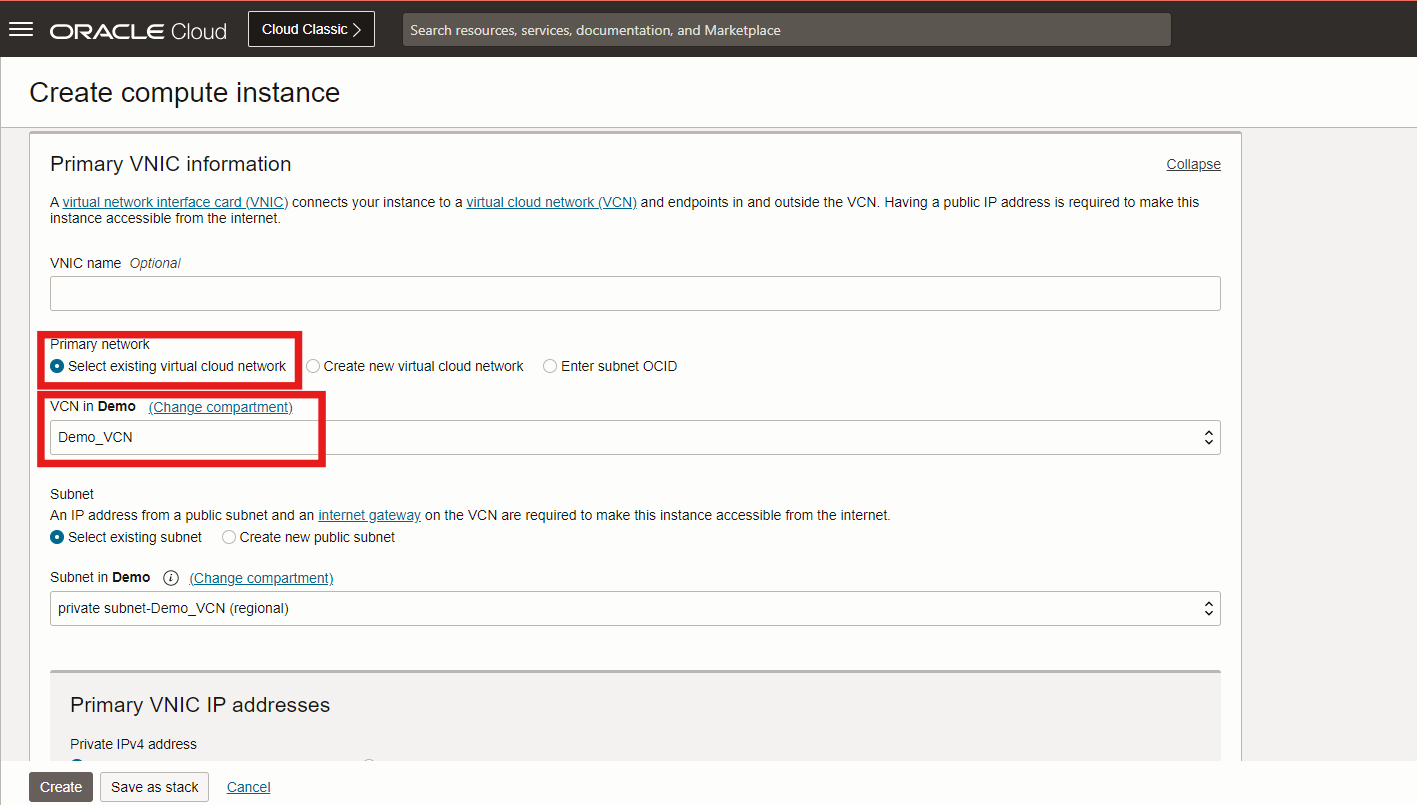 ORACLE Cloud
Cloud Classic
Search resources, services, documentation, and Marketplace
Create compute instance
Primary VNIC information
Collapse
A virtual network interface card (VNIC) connects your instance to a virtual cloud network (VCN) and endpoints in and outside the VCN. Having a public IP address is required to make this
instance accessible from the internet.
VNIC name Optional
Primary network
Select existing virtual cloud network Create new virtual cloud network Enter subnet OCID
VCN in Demo (Change compartment)
Demo_VCN
Subnet
An IP address from a public subnet and an internet gateway on the VCN are required to make this instance accessible from the internet.
Select existing subnet Create new public subnet
Subnet in Demo (Change compartment)
private subnet-Demo_VCN (regional)
Primary VNIC IP addresses
Private IPv4 address
Create Save as stack Cancel